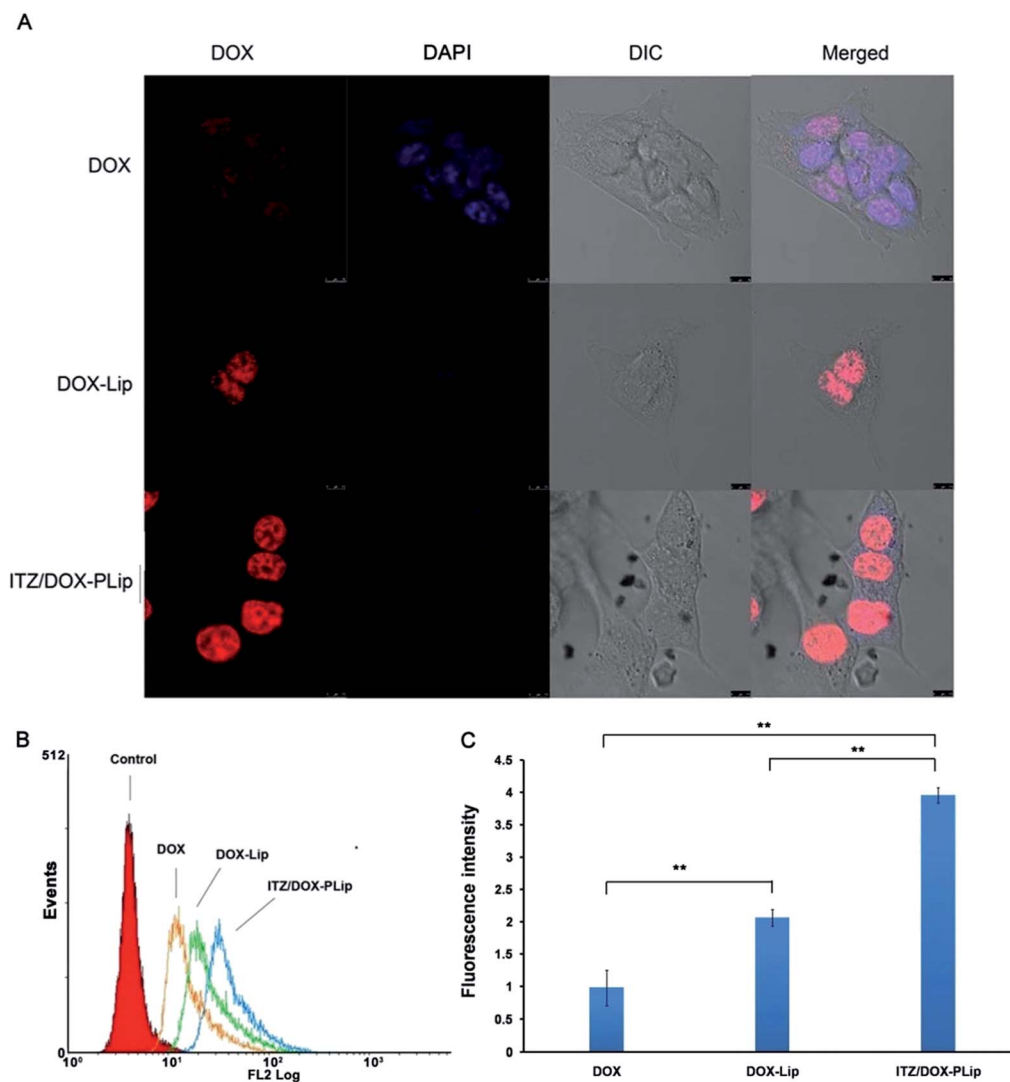 A
DOX DAPI DIC Merged
DOX
DOX-Lip
ITZ/DOX-PLip
B
512
Control
DOX
DOX-Lip
ITZ/DOX-PLip
Events
0
10⁰ 10¹ 10² 10³
FL2 Log
C
**
**
**
Fluorescence intensity
4.5
4
3.5
3
2.5
2
1.5
1
0.5
0
DOX DOX-Lip ITZ/DOX-PLip